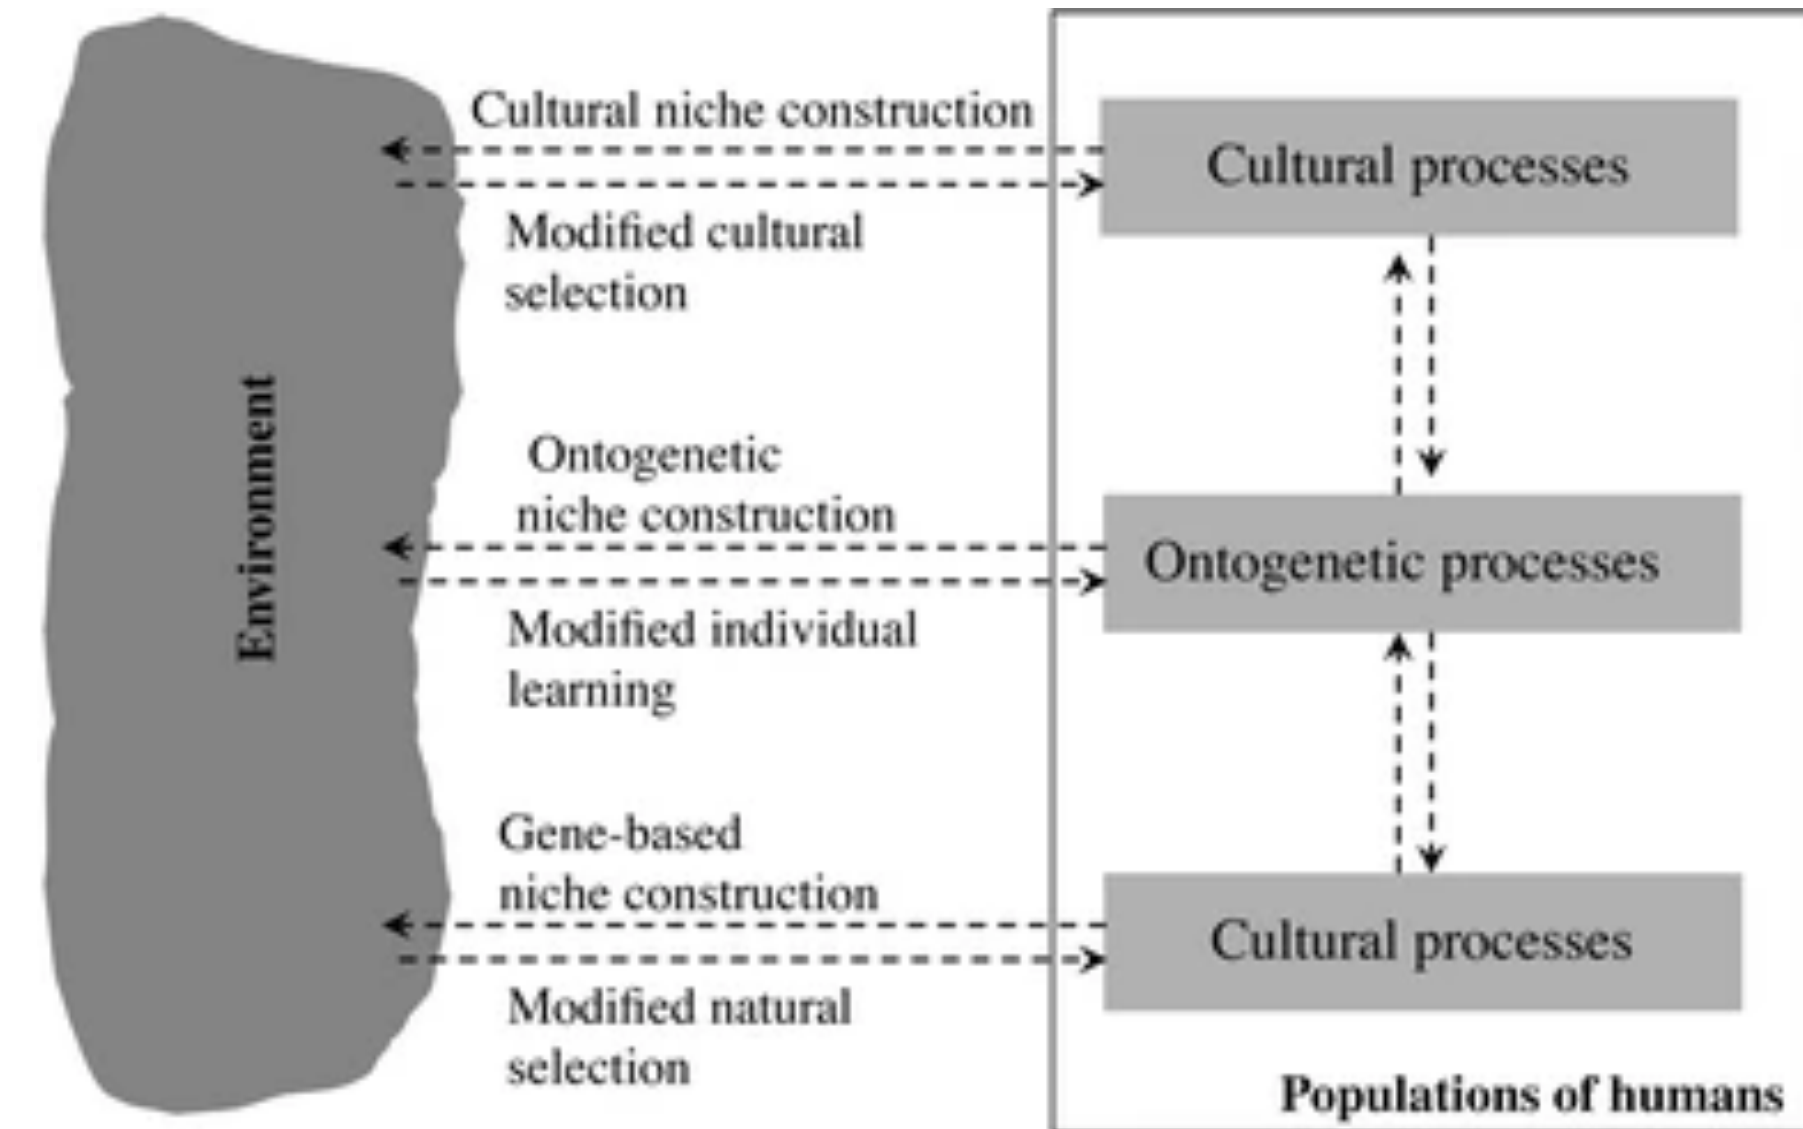 Cultural niche construction
Cultural processes
Modified cultural
selection
Environment
Ontogenetic
niche construction
Ontogenetic processes
Modified individual
learning
Gene-based
niche construction
Cultural processes
Modified natural
selection
Populations of humans